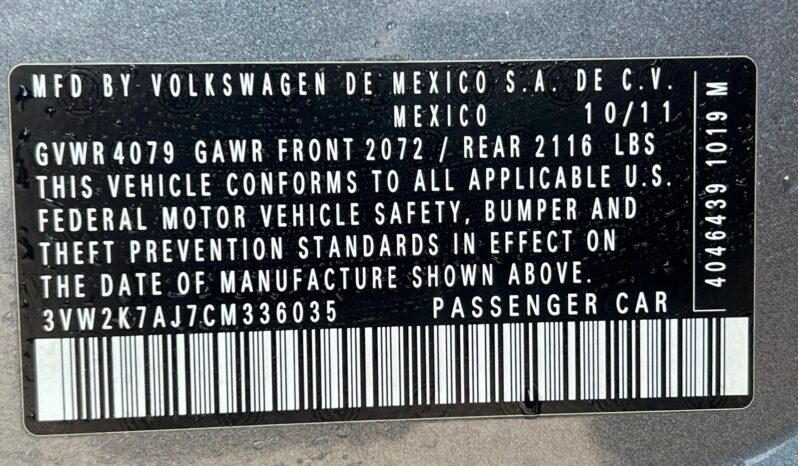 MFD BY VOLKSWAGEN DE MEXICO S.A. DE C.V.
MEXICO 10/11
GVWR 4079 GAWR FRONT 2072 / REAR 2116 LBS
THIS VEHICLE CONFORMS TO ALL APPLICABLE U.S.
FEDERAL MOTOR VEHICLE SAFETY, BUMPER AND
THEFT PREVENTION STANDARDS IN EFFECT ON
THE DATE OF MANUFACTURE SHOWN ABOVE.
3VW2K7AJ7CM336035 PASSENGER CAR
4046439 1019 M